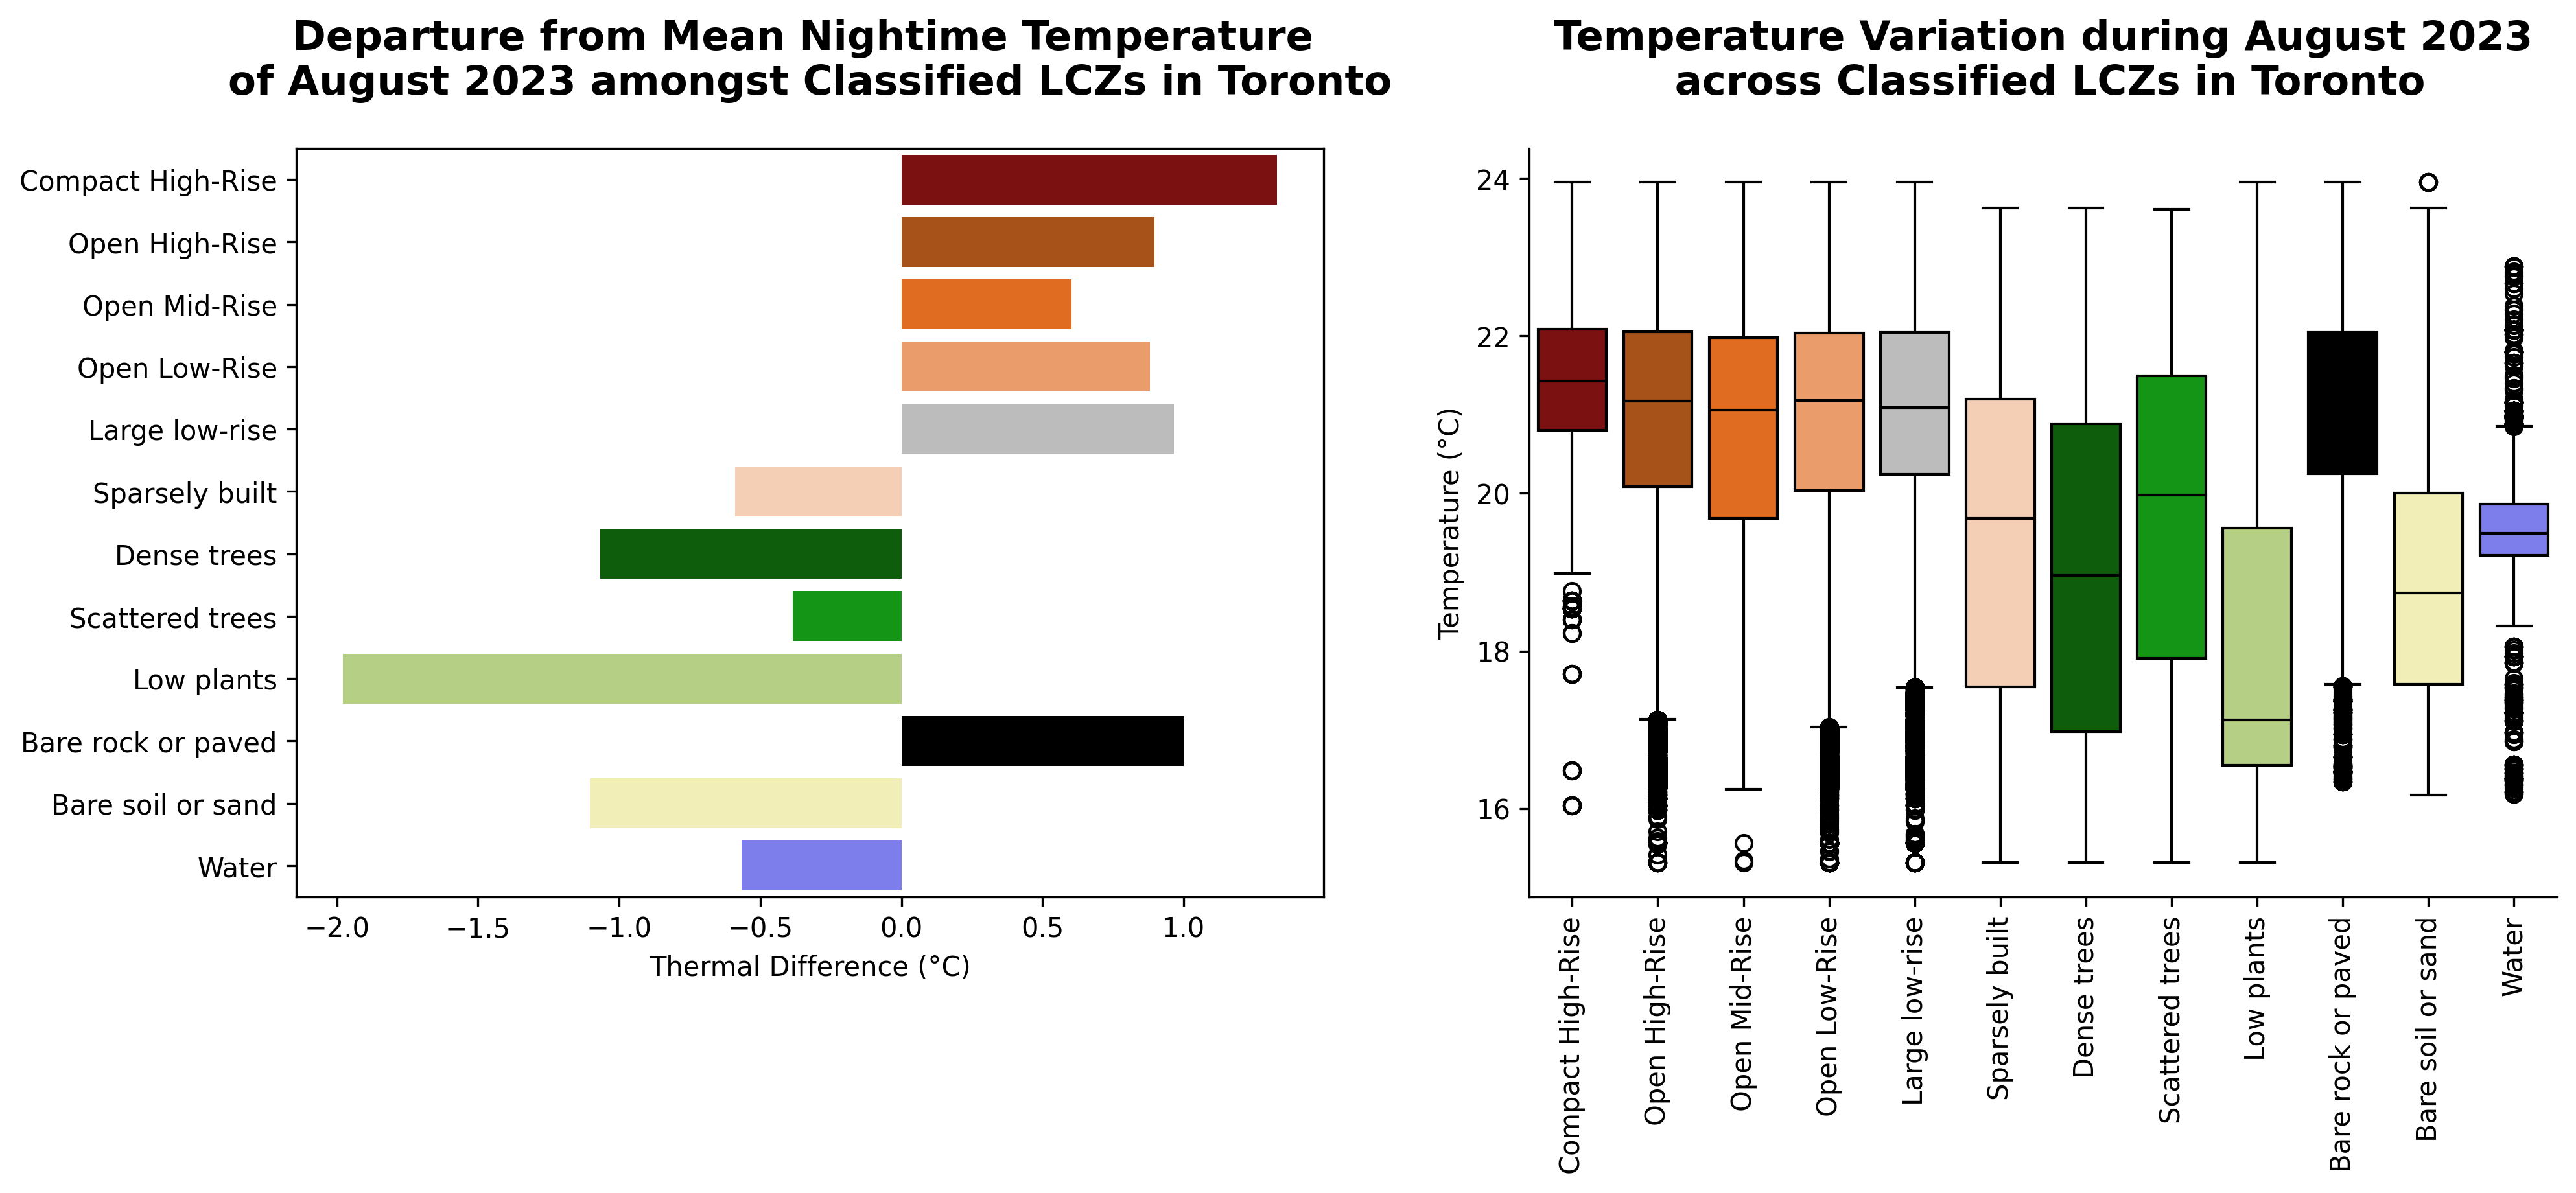 Departure from Mean Nightime Temperature
of August 2023 amongst Classified LCZs in Toronto
Compact High-Rise
Open High-Rise
Open Mid-Rise
Open Low-Rise
Large low-rise
Sparsely built
Dense trees
Scattered trees
Low plants
Bare rock or paved
Bare soil or sand
Water
−2.0 −1.5 −1.0 −0.5 0.0 0.5 1.0
Thermal Difference (°C)
Temperature Variation during August 2023
across Classified LCZs in Toronto
Temperature (°C)
24
22
20
18
16
Compact High-Rise
Open High-Rise
Open Mid-Rise
Open Low-Rise
Large low-rise
Sparsely built
Dense trees
Scattered trees
Low plants
Bare rock or paved
Bare soil or sand
Water